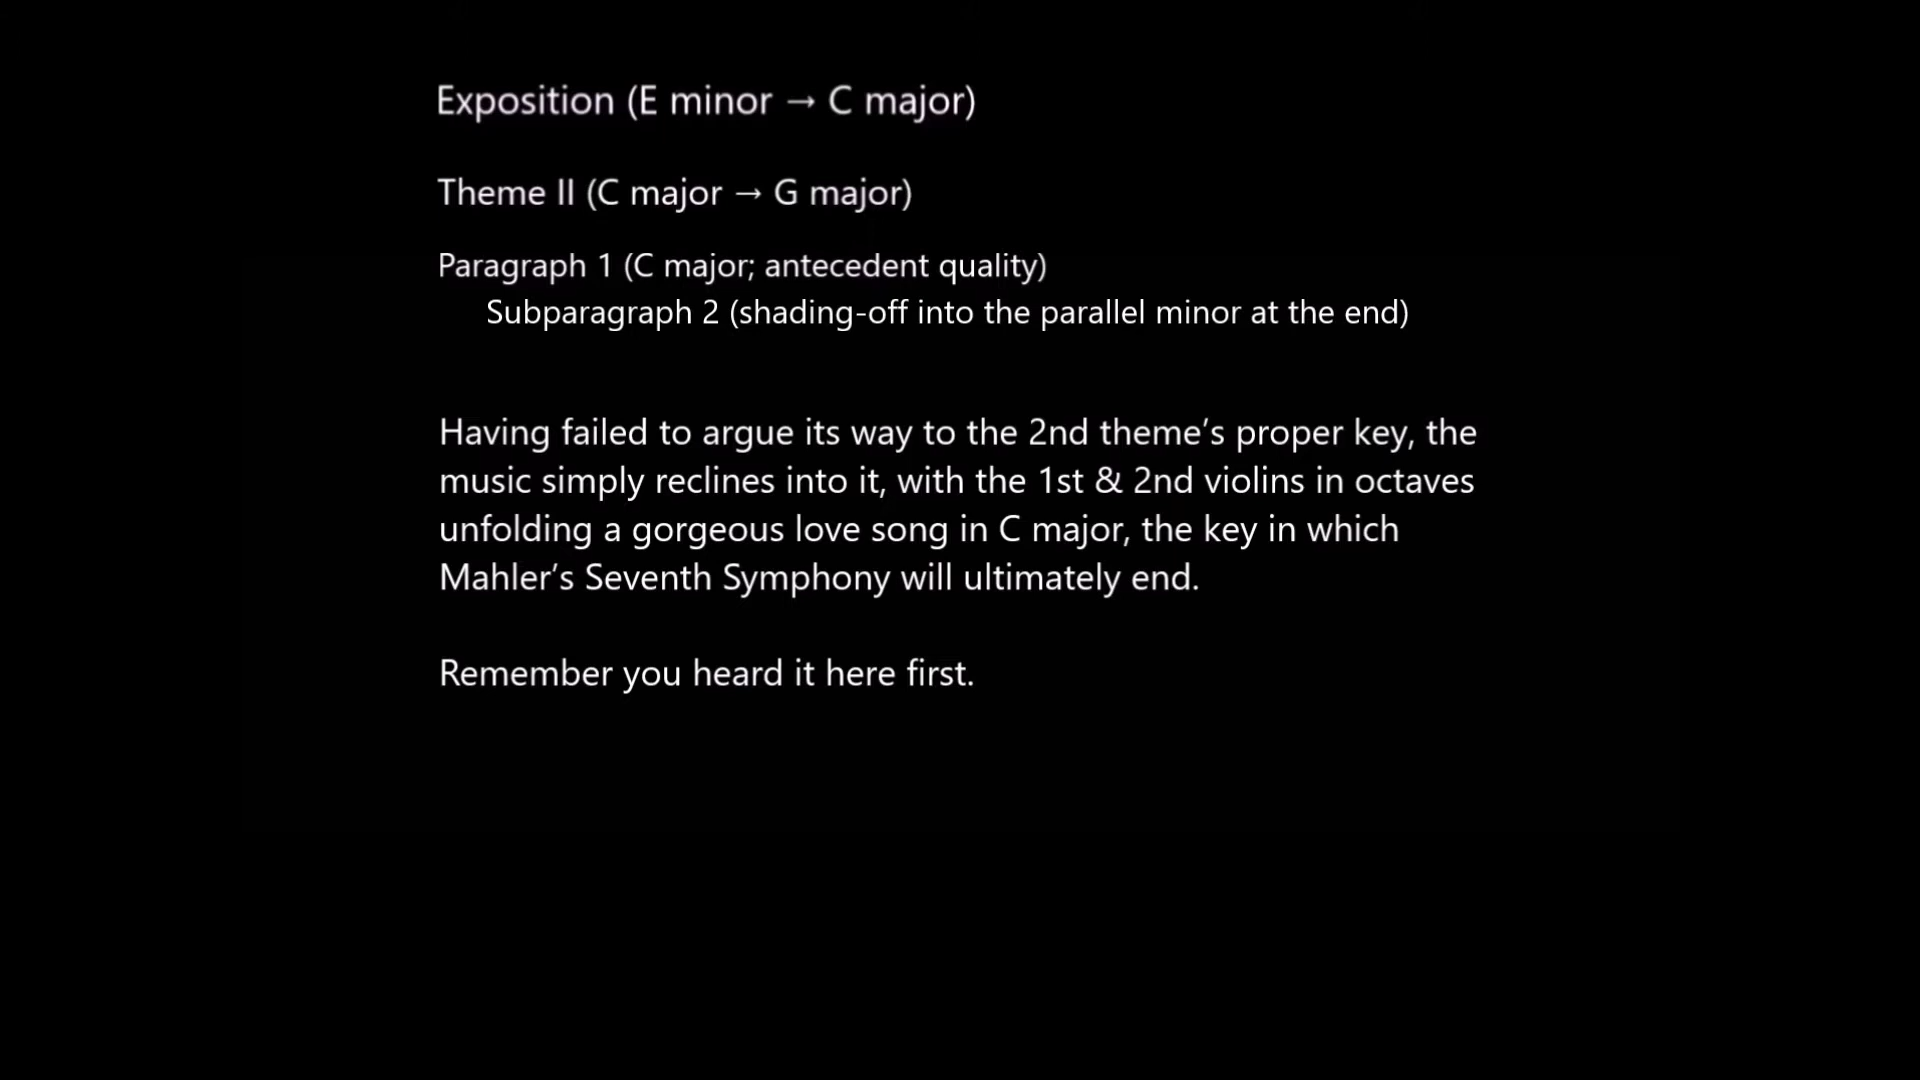 Exposition (E minor → C major)
Theme II (C major → G major)
Paragraph 1 (C major; antecedent quality)
Subparagraph 2 (shading-off into the parallel minor at the end)
Having failed to argue its way to the 2nd theme’s proper key, the
music simply reclines into it, with the 1st & 2nd violins in octaves
unfolding a gorgeous love song in C major, the key in which
Mahler’s Seventh Symphony will ultimately end.
Remember you heard it here first.